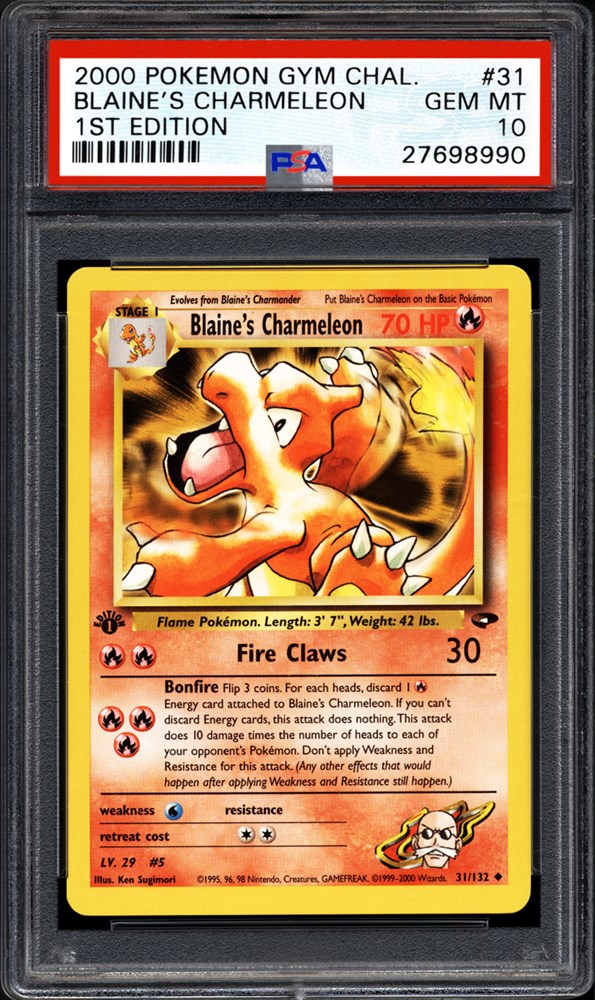 2000 POKEMON GYM CHAL. #31
BLAINE'S CHARMELEON GEM MT
1ST EDITION 10
PSA 27698990
Evolves from Blaine's Charmander Put Blaine's Charmeleon on the Basic Pokémon
STAGE 1
Blaine's Charmeleon 70 HP
EDITION
1
Flame Pokémon. Length: 3' 7", Weight: 42 lbs.
Fire Claws 30
Bonfire Flip 3 coins. For each heads, discard 1
Energy card attached to Blaine's Charmeleon. If you can't
discard Energy cards, this attack does nothing. This attack
does 10 damage times the number of heads to each of
your opponent's Pokémon. Don't apply Weakness and
Resistance for this attack. (Any other effects that would
happen after applying Weakness and Resistance still happen.)
weakness resistance
retreat cost
LV. 29 #5
Illus. Ken Sugimori ©1995, 96, 98 Nintendo, Creatures, GAMEFREAK. ©1999-2000 Wizards. 31/132